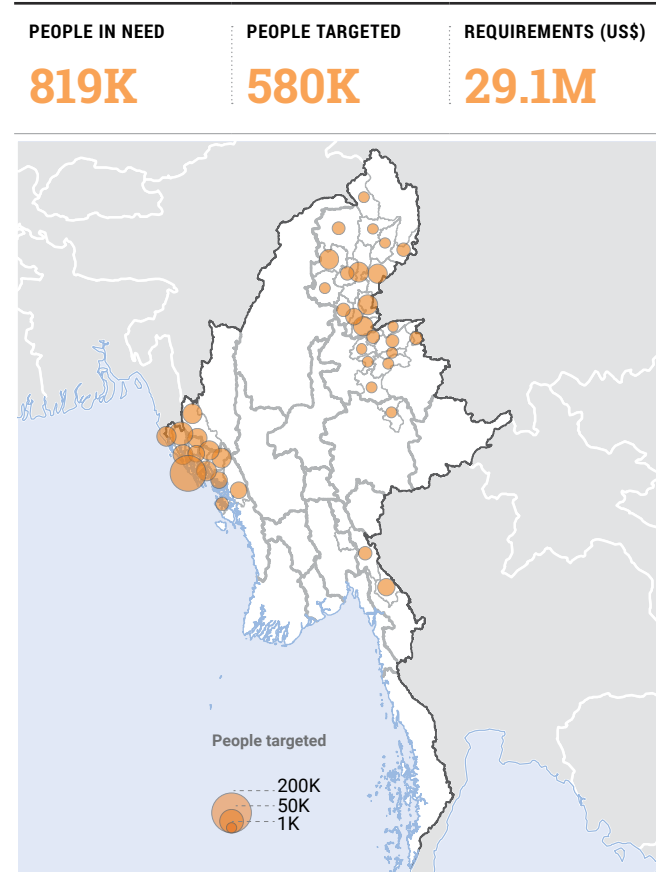 PEOPLE IN NEED
PEOPLE TARGETED
REQUIREMENTS (US$)
819K
580K
29.1M
People targeted
200K
50K
1K